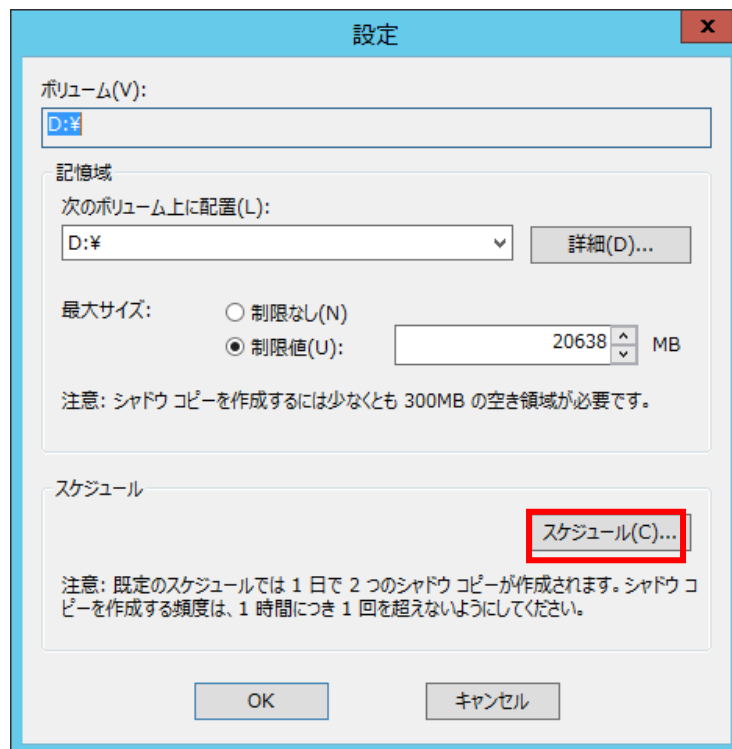 設定
x
ボリューム(V):
D:¥
記憶域
次のボリューム上に配置(L):
D:¥
詳細(D)...
最大サイズ:
制限なし(N)
制限値(U):
20638
MB
注意: シャドウ コピーを作成するには少なくとも 300MB の空き領域が必要です。
スケジュール
スケジュール(C)...
注意: 既定のスケジュールでは 1 日で 2 つのシャドウ コピーが作成されます。シャドウ コ
ピーを作成する頻度は、1 時間につき 1 回を超えないようにしてください。
OK
キャンセル